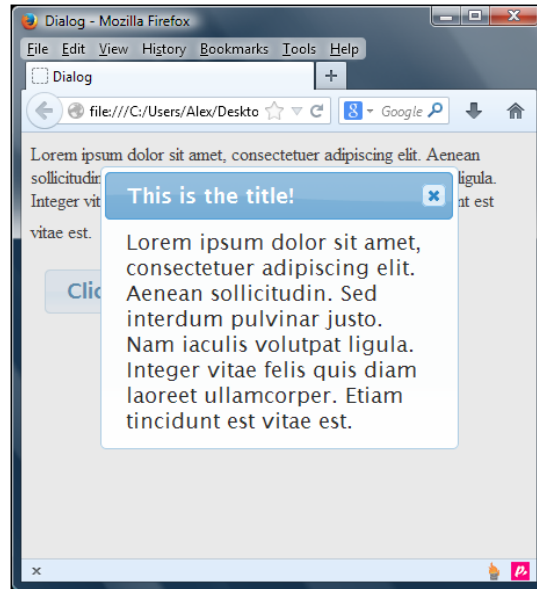 Dialog - Mozilla Firefox
File Edit View History Bookmarks Tools Help
Dialog
file:///C:/Users/Alex/Deskto
8 Google
Lorem ipsum dolor sit amet, consectetuer adipiscing elit. Aenean
ligula.
Integer nt est
vitae est.
This is the title!
Lorem ipsum dolor sit amet,
consectetuer adipiscing elit.
Aenean sollicitudin. Sed
interdum pulvinar justo.
Nam iaculis volutpat ligula.
Integer vitae felis quis diam
laoreet ullamcorper. Etiam
tincidunt est vitae est.
Clic